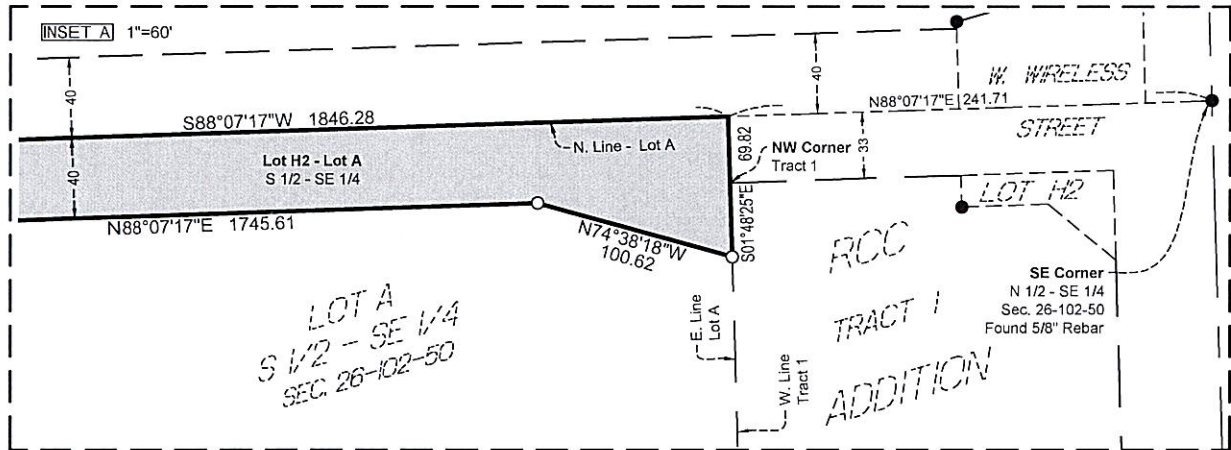 INSET A 1"=60'
40
40
S88°07'17"W 1846.28
N88°07'17"E 241.71
W. WIRELESS
STREET
N. Line - Lot A
69.82
33
NW Corner
Tract 1
Lot H2 - Lot A
S 1/2 - SE 1/4
40
N88°07'17"E 1745.61
N74°38'18"W
100.62
S01°48'25"E
LOT H2
RCC
TRACT 1
ADDITION
SE Corner
N 1/2 - SE 1/4
Sec. 26-102-50
Found 5/8" Rebar
LOT A
S 1/2 - SE 1/4
SEC. 26-102-50
E. Line
Lot A
W. Line
Tract 1